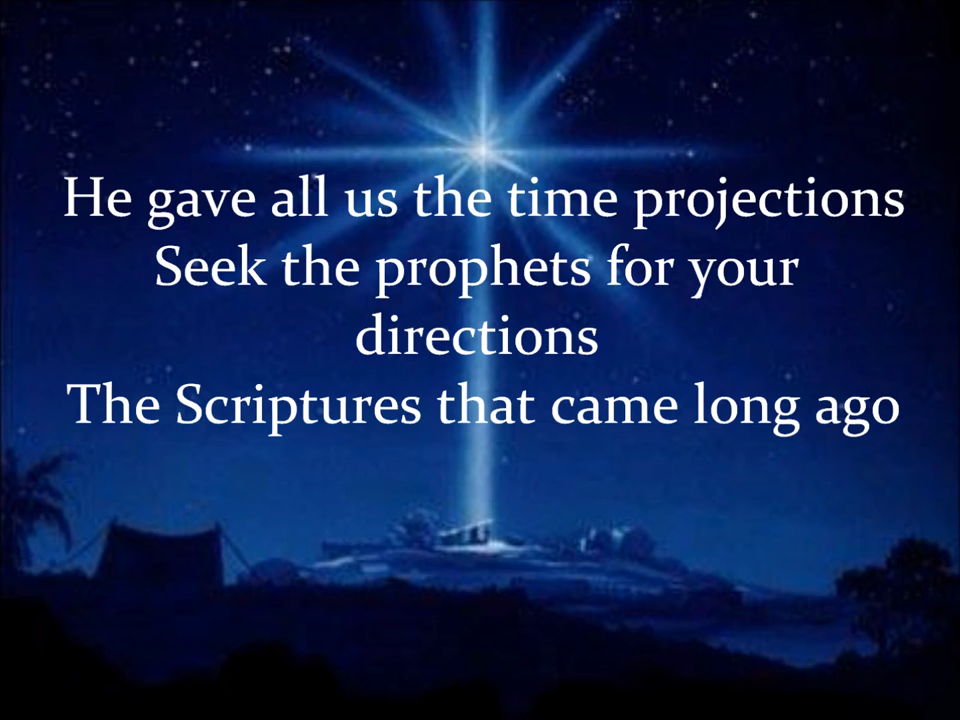 He gave all us the time projections
Seek the prophets for your
directions
The Scriptures that came long ago